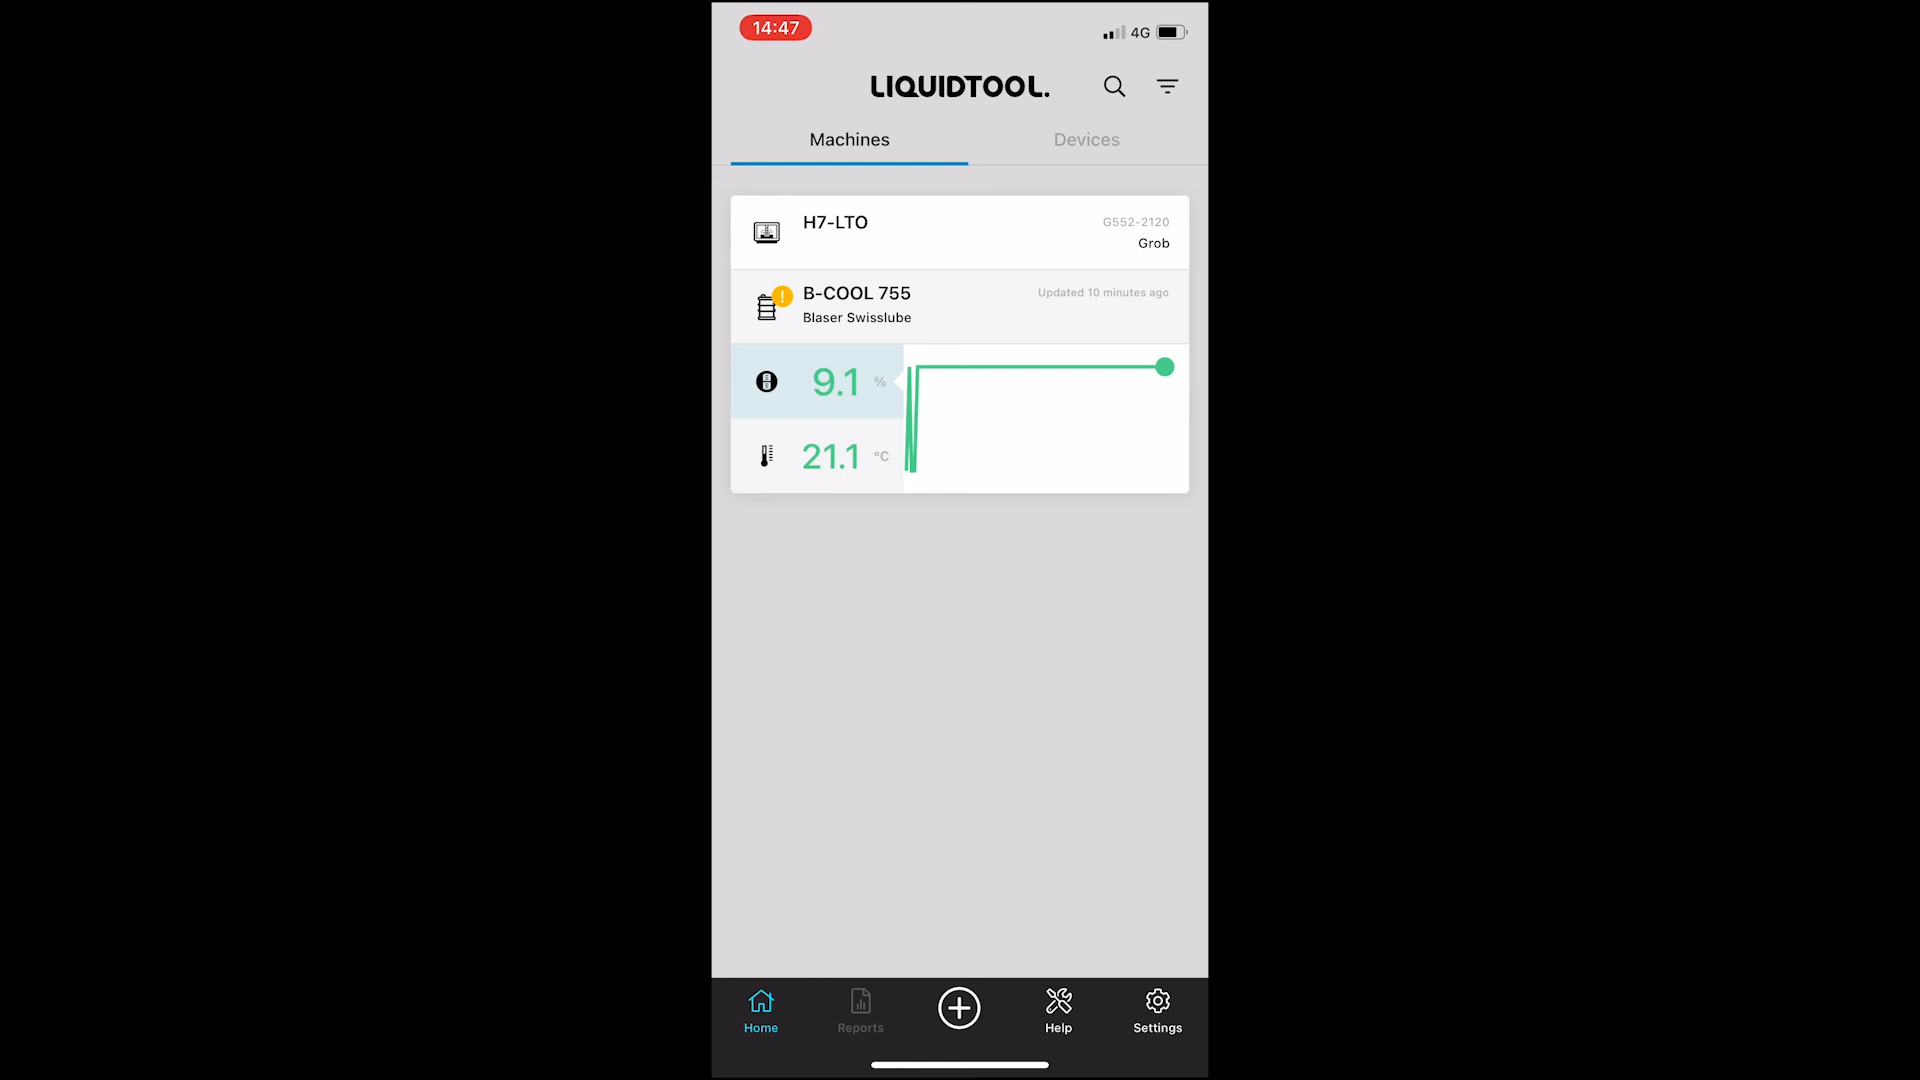 14:47
4G
LIQUIDTOOL.
Machines
Devices
H7-LTO
G552-2120
Grob
!
B-COOL 755
Updated 10 minutes ago
Blaser Swisslube
9.1 %
21.1 °C
Home
Reports
Help
Settings